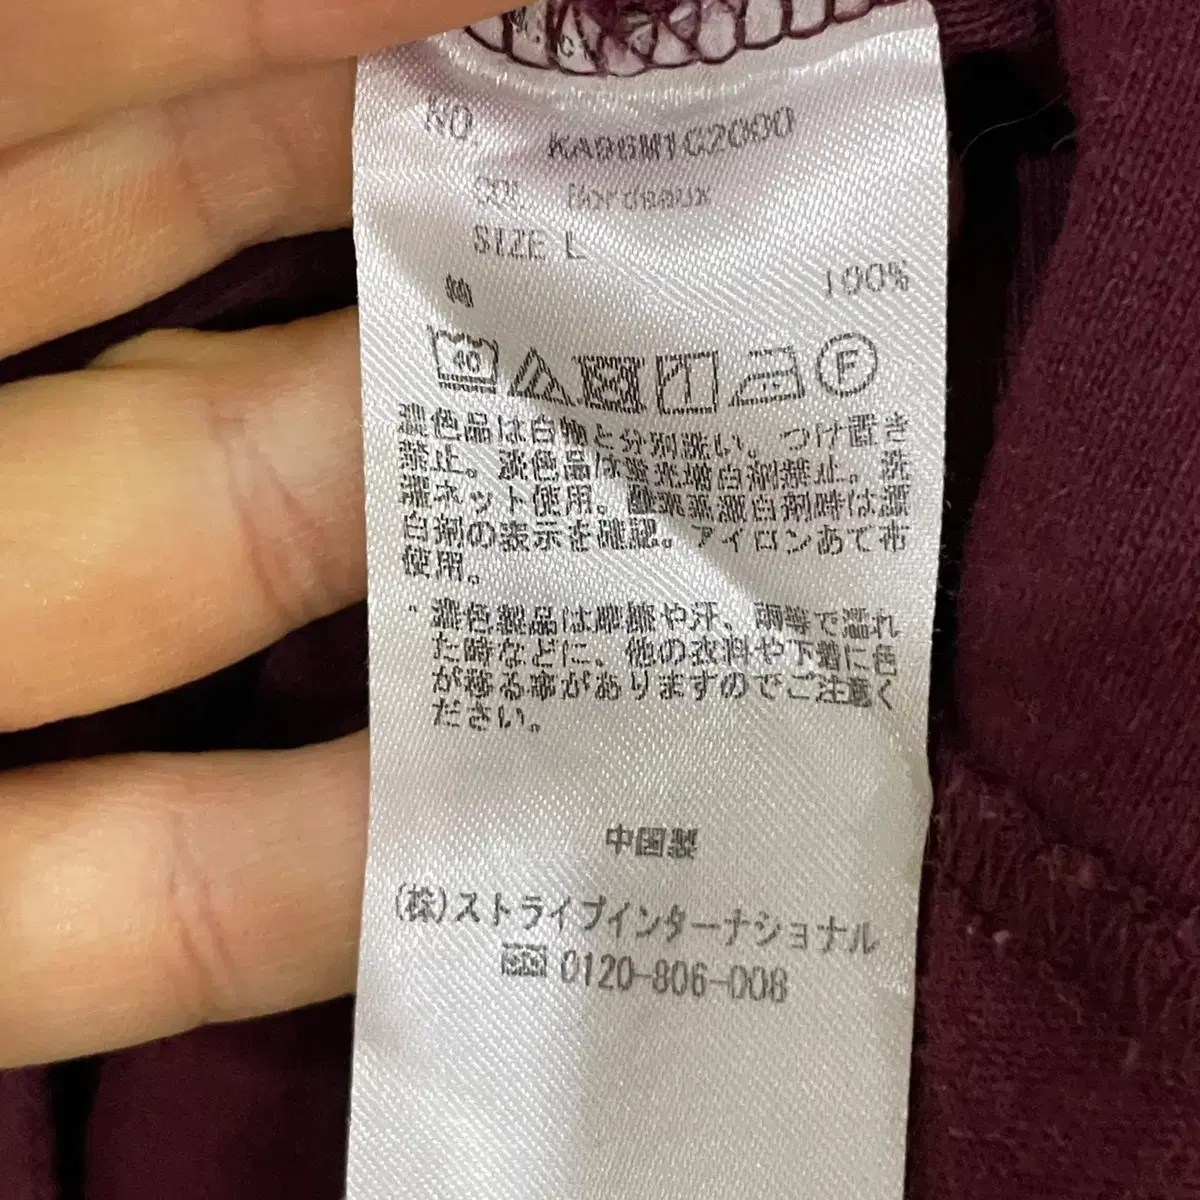 NO. KA96M1C2000
COL Bordeaux
SIZE L
綿 100%
40
F
濃色品は白物と分別洗い。つけ置き
禁止。淡色品は蛍光増白剤禁止。洗
濯ネット使用。酸素系漂白剤時は漂
白剤の表示を確認。アイロンあて布
使用。
・濃色製品は摩擦や汗、雨等で濡れ
た時などに、他の衣料や下着に色
が移る事がありますのでご注意く
ださい。
中国製
(株)ストライプインターナショナル
0120-806-008